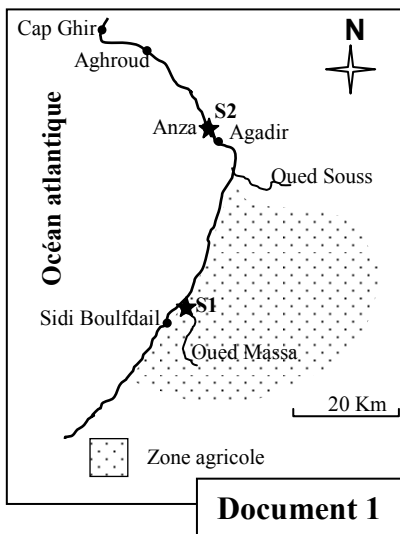 Cap Ghir
Aghroud
N
Océan atlantique
S2
Anza
Agadir
Oued Souss
S1
Sidi Boulfdail
Oued Massa
20 Km
Zone agricole
Document 1